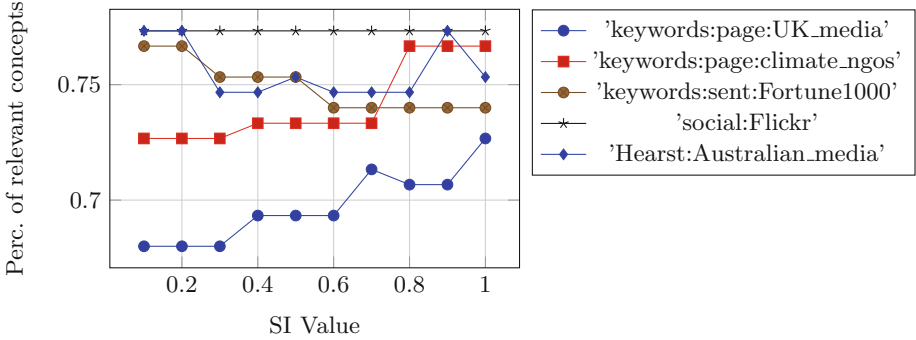 Perc. of relevant concepts
0.75
0.7
0.2
0.4
0.6
0.8
1
SI Value
'keywords:page:UK_media'
'keywords:page:climate_ngos'
'keywords:sent:Fortune1000'
'social:Flickr'
'Hearst:Australian_media'